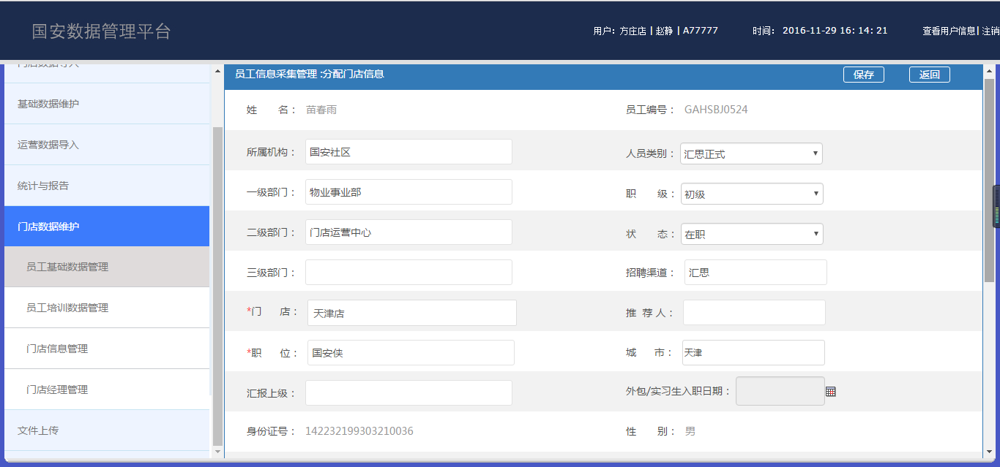 国安数据管理平台
用户: 方庄店 | 赵静 | A77777 时间: 2016-11-29 16: 14: 21 查看用户信息| 注销
门店数据导入
基础数据维护
运营数据导入
统计与报告
门店数据维护
员工基础数据管理
员工培训数据管理
门店信息管理
门店经理管理
文件上传
员工信息采集管理 :分配门店信息 保存 返回
姓 名: 苗春雨 员工编号: GAHSBJ0524
所属机构: 国安社区 人员类别: 汇思正式
一级部门: 物业事业部 职 级: 初级
二级部门: 门店运营中心 状 态: 在职
三级部门: 招聘渠道: 汇思
*门 店: 天津店 推 荐 人:
*职 位: 国安侠 城 市: 天津
汇报上级: 外包/实习生入职日期:
身份证号: 142232199303210036 性 别: 男